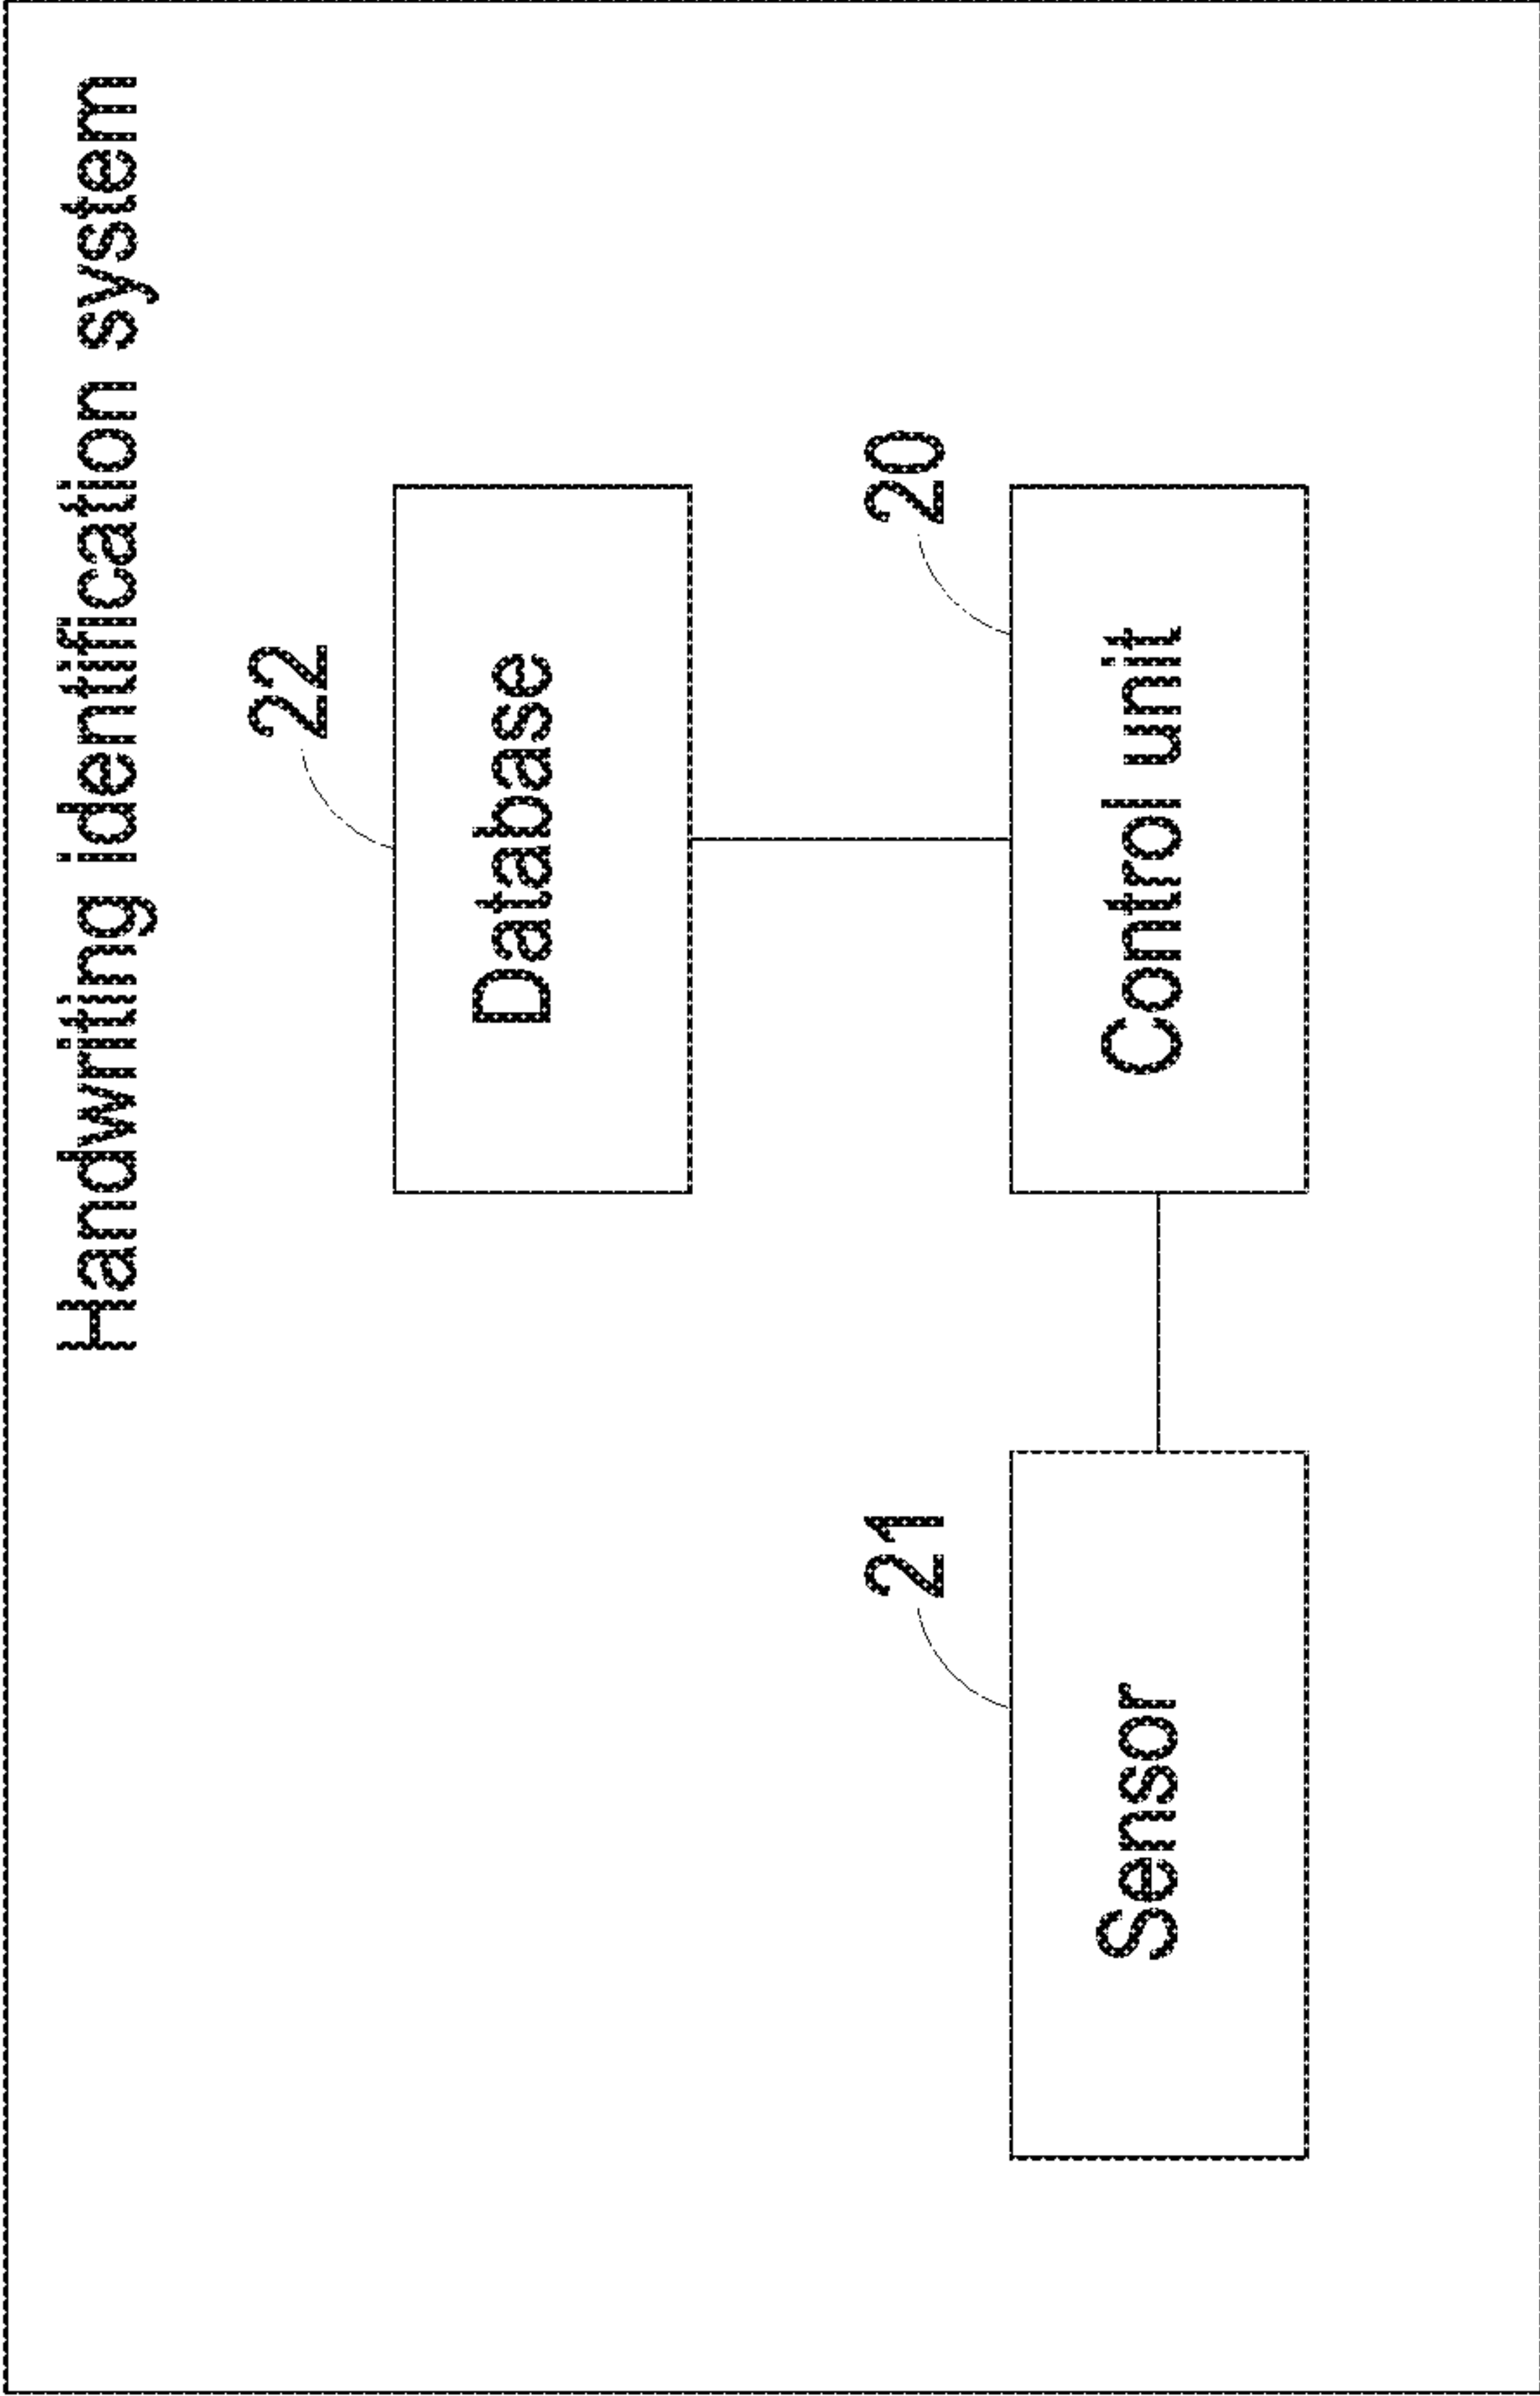 Handwriting identification system
22
Database
21
20
Sensor
Control unit